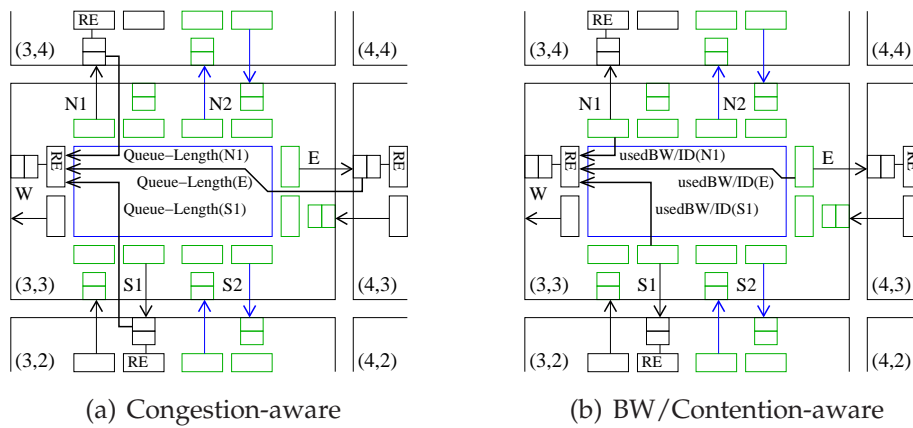 RE
(3,4)
(4,4)
N1
N2
Queue-Length(N1)
RE
E
RE
Queue-Length(E)
W
Queue-Length(S1)
(3,3)
S1
S2
(4,3)
(3,2)
RE
(4,2)
(a) Congestion-aware
RE
(3,4)
(4,4)
N1
N2
usedBW/ID(N1)
RE
E
RE
usedBW/ID(E)
W
usedBW/ID(S1)
(3,3)
S1
S2
(4,3)
(3,2)
RE
(4,2)
(b) BW/Contention-aware